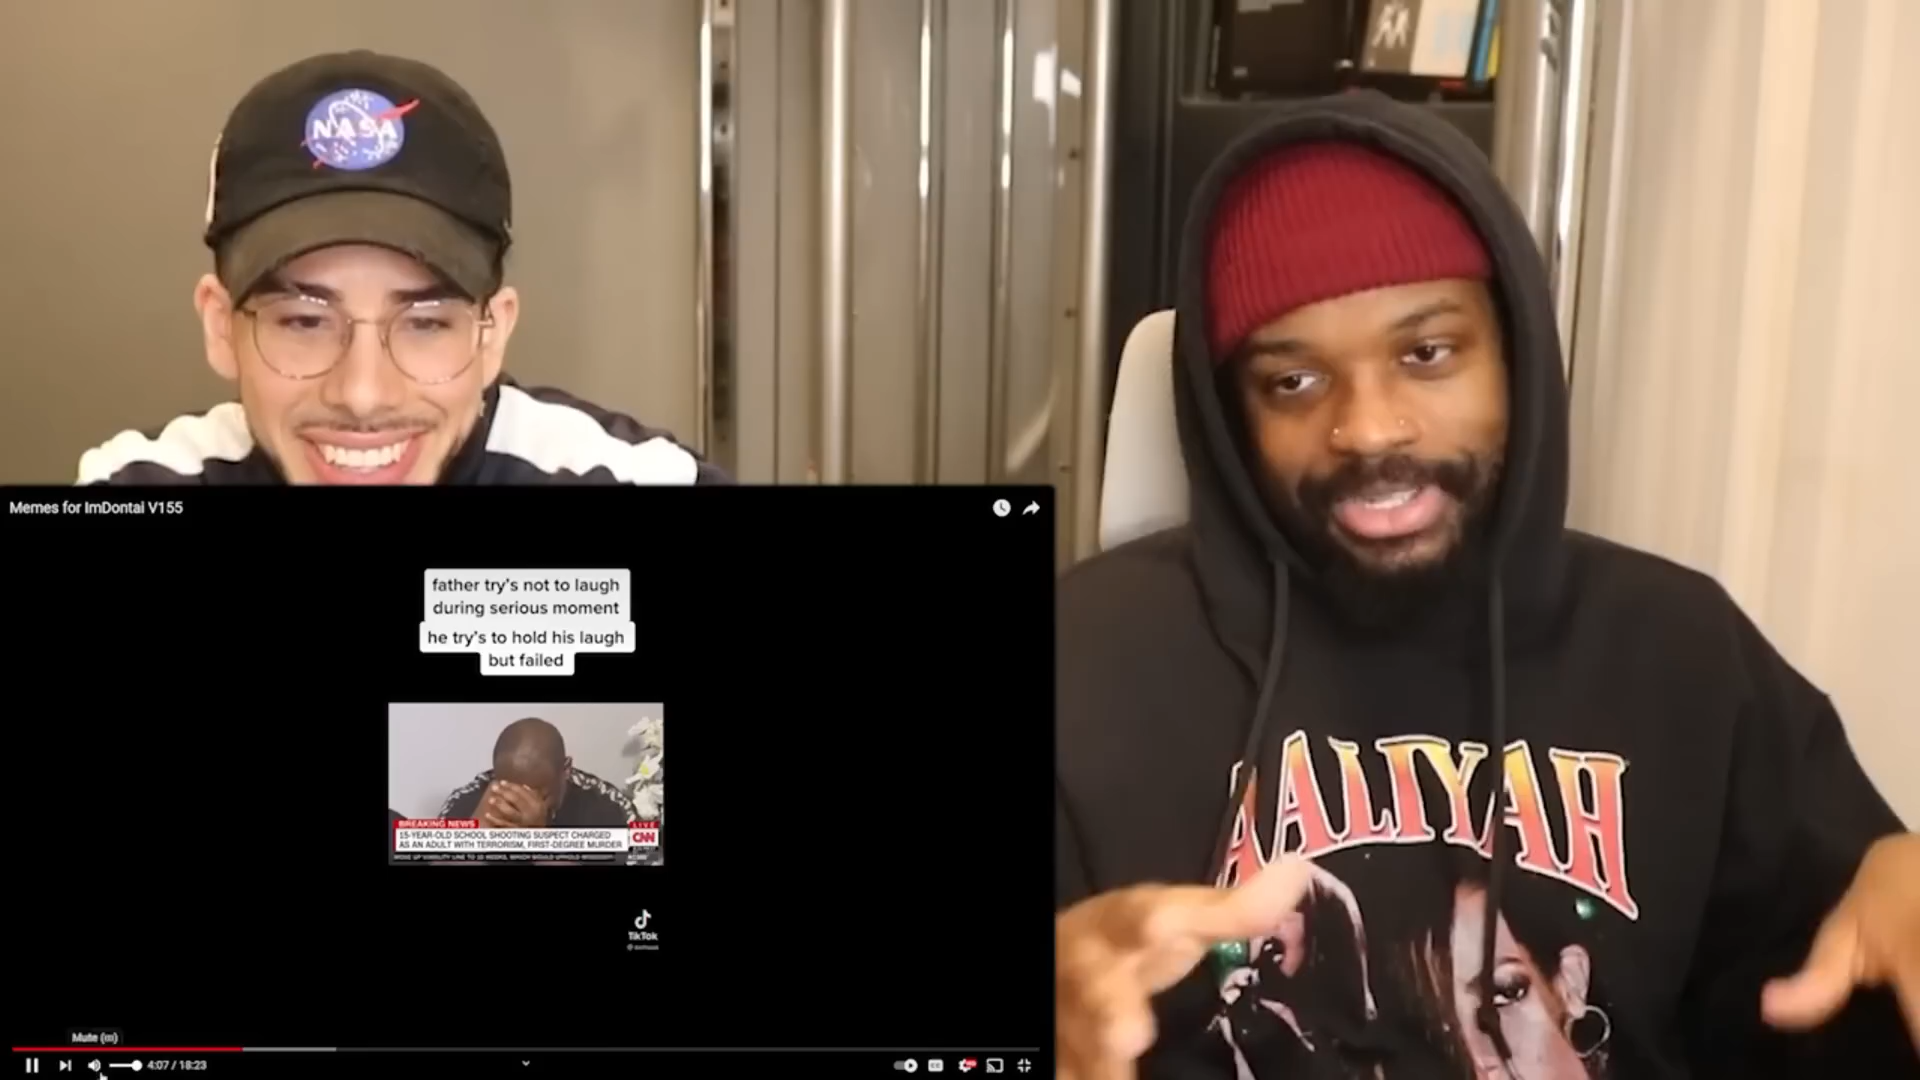 NASA
Memes for ImDontai V155
father try's not to laugh
during serious moment
he try's to hold his laugh
but failed
BREAKING NEWS
LIVE
15-YEAR-OLD SCHOOL SHOOTING SUSPECT CHARGED
AS AN ADULT WITH TERRORISM, FIRST-DEGREE MURDER
CNN
TikTok
AALIYAH
Mute (m)
4:07 / 18:23